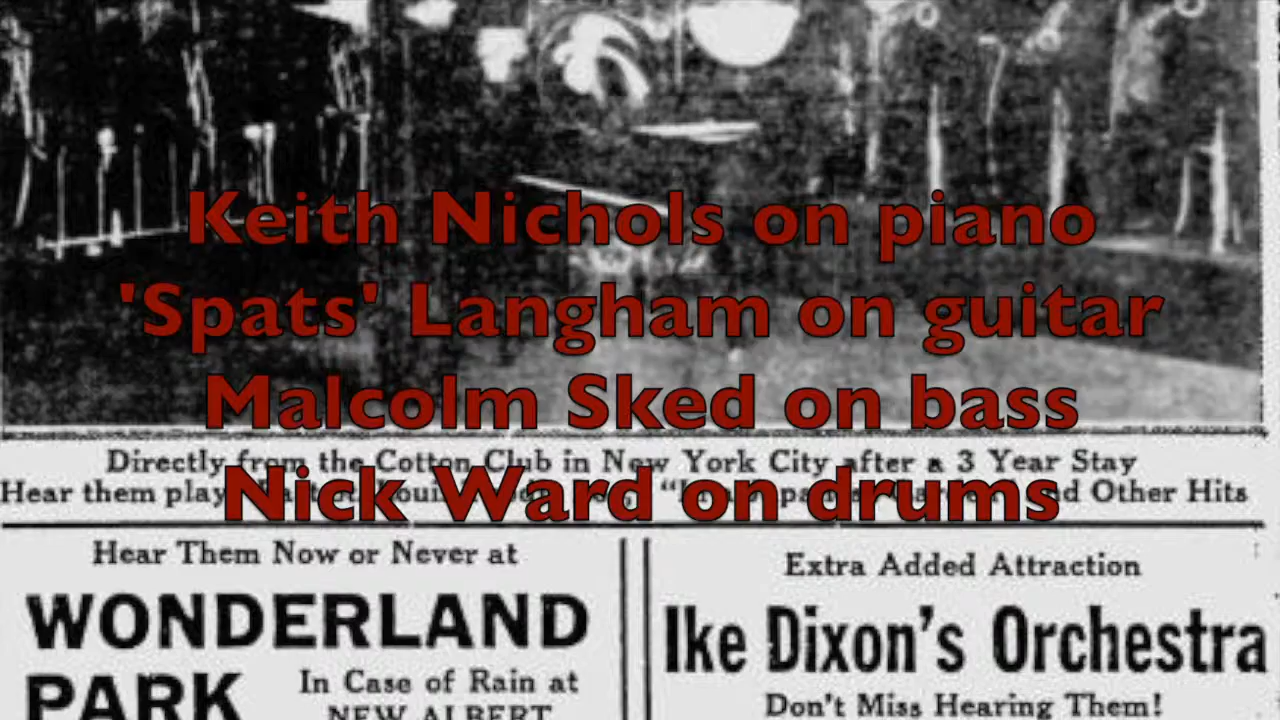 Keith Nichols on piano
'Spats' Langham on guitar
Malcolm Sked on bass
Nick Ward on drums
Directly from the Cotton Club in New York City after a 3 Year Stay
Hear them play and Other Hits
Hear Them Now or Never at
WONDERLAND
PARK
In Case of Rain at
NEW ALBERT
Extra Added Attraction
Ike Dixon's Orchestra
Don't Miss Hearing Them!